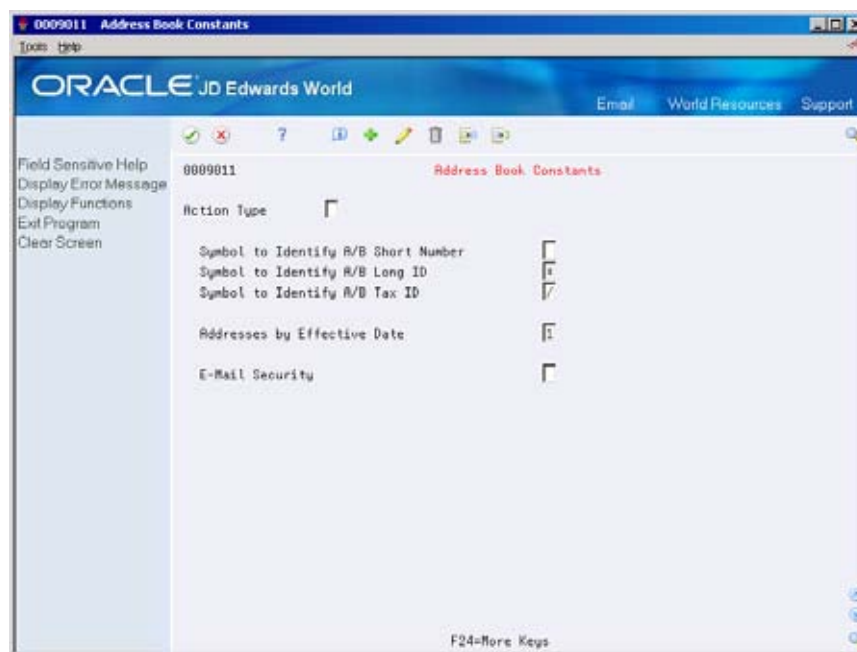 0009011 Address Book Constants
Tools Help
ORACLE JD Edwards World
Email World Resources Support
Field Sensitive Help
Display Error Message
Display Functions
Exit Program
Clear Screen
0009011 Address Book Constants
Action Type
Symbol to Identify A/B Short Number
Symbol to Identify A/B Long ID
Symbol to Identify A/B Tax ID /
Addresses by Effective Date 1
E-Mail Security
F24=More Keys